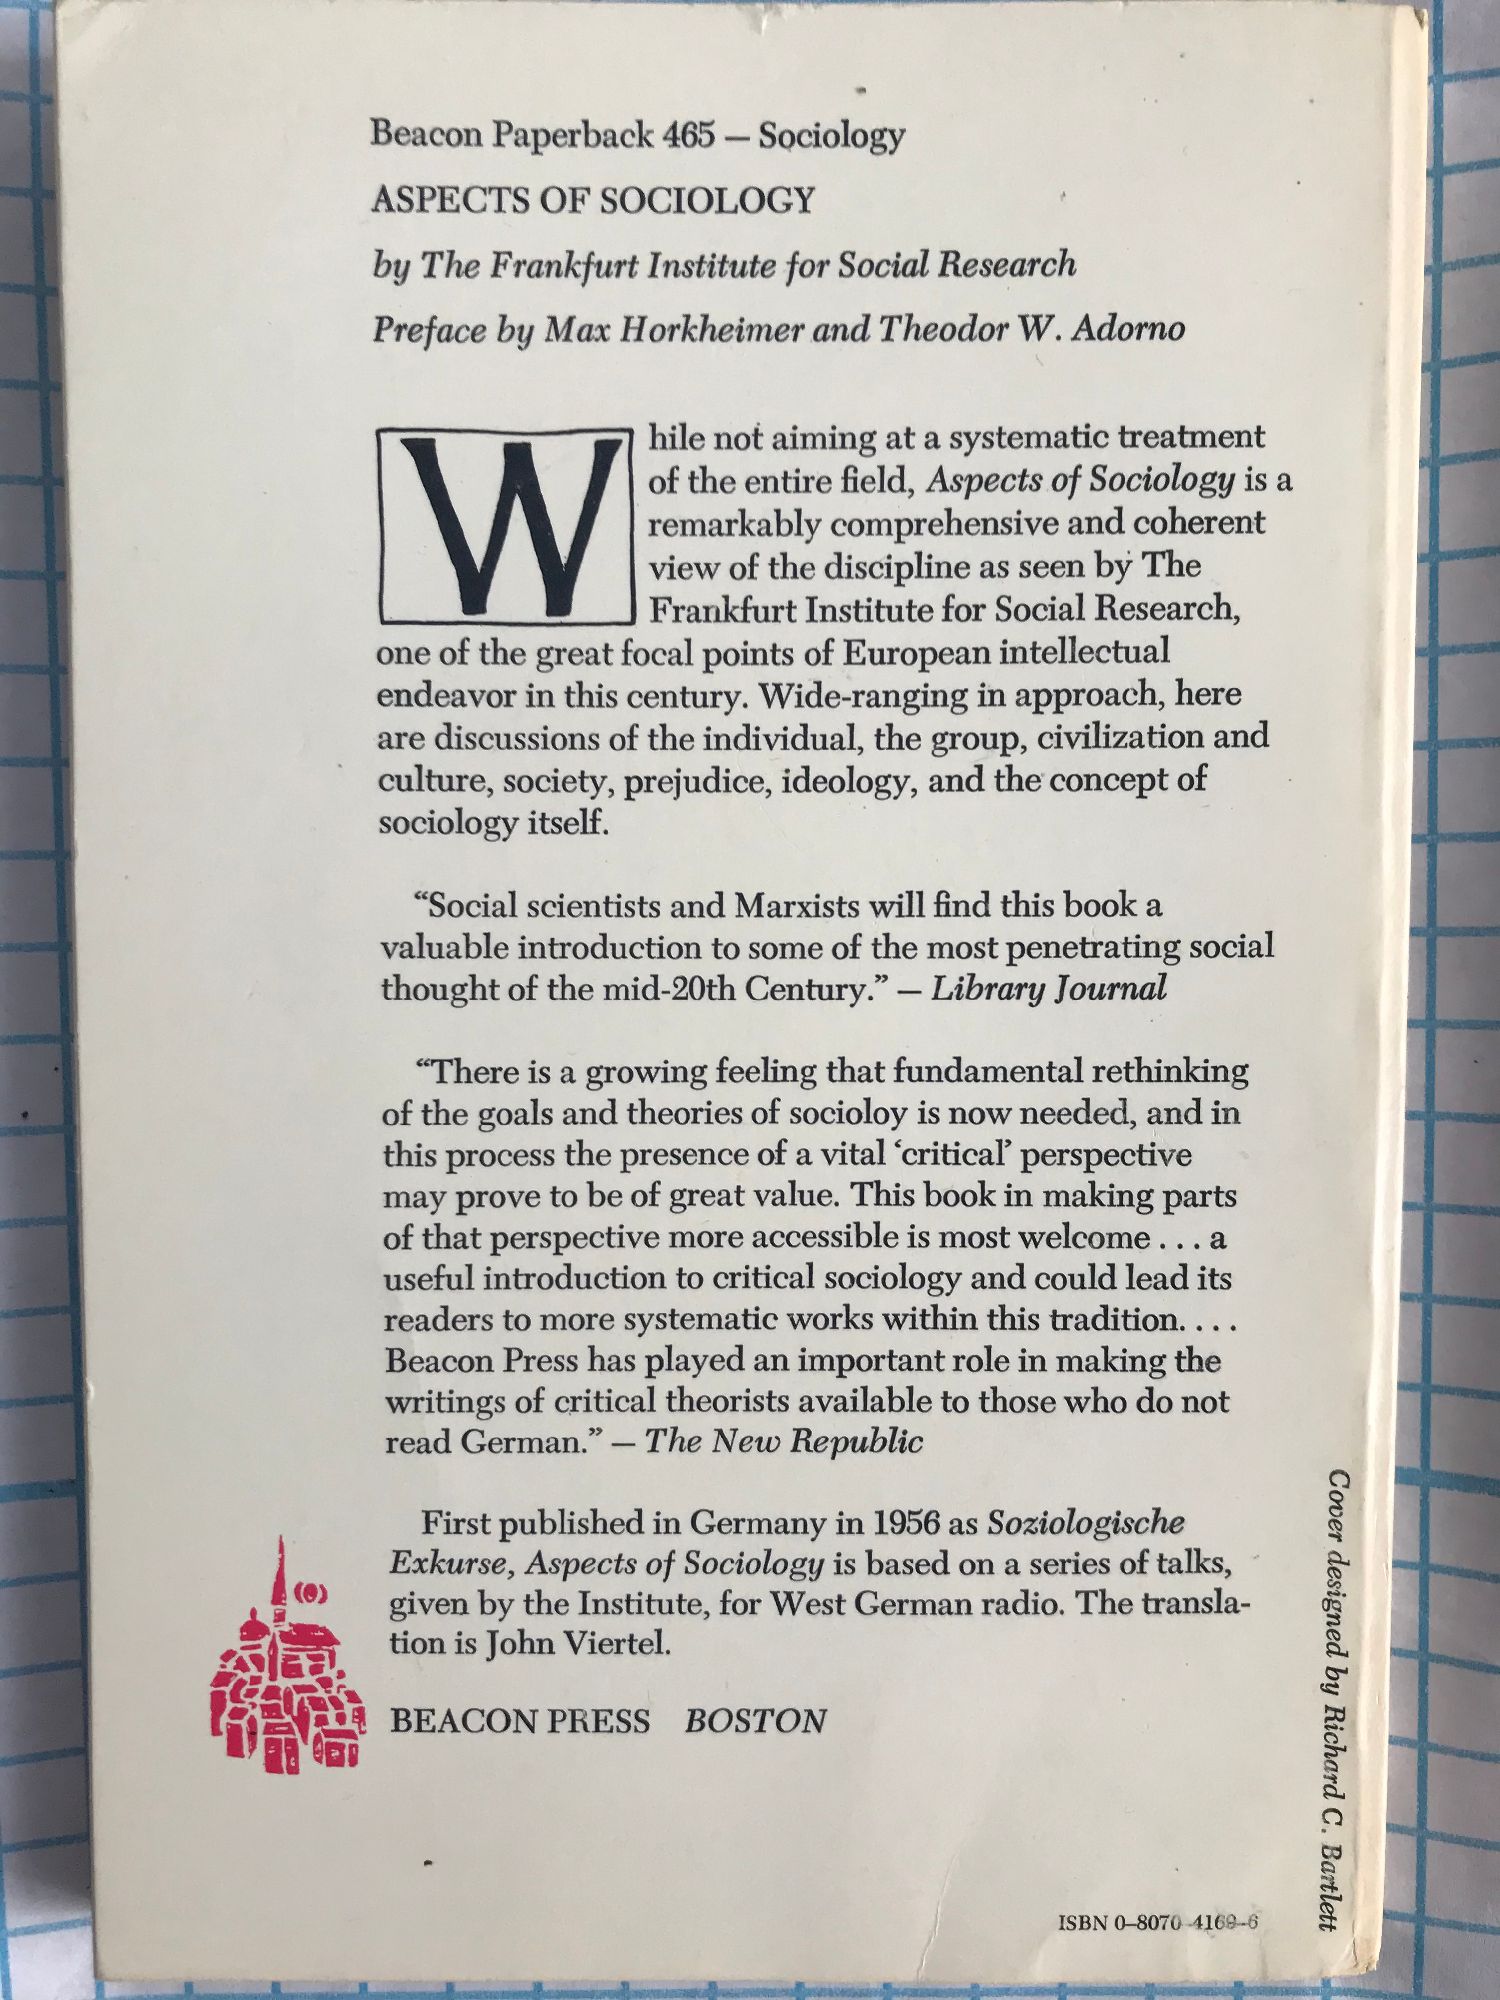 Beacon Paperback 465 – Sociology
ASPECTS OF SOCIOLOGY
by The Frankfurt Institute for Social Research
Preface by Max Horkheimer and Theodor W. Adorno
While not aiming at a systematic treatment
of the entire field, Aspects of Sociology is a
remarkably comprehensive and coherent
view of the discipline as seen by The
Frankfurt Institute for Social Research,
one of the great focal points of European intellectual
endeavor in this century. Wide-ranging in approach, here
are discussions of the individual, the group, civilization and
culture, society, prejudice, ideology, and the concept of
sociology itself.
“Social scientists and Marxists will find this book a
valuable introduction to some of the most penetrating social
thought of the mid-20th Century.” – Library Journal
“There is a growing feeling that fundamental rethinking
of the goals and theories of socioloy is now needed, and in
this process the presence of a vital ‘critical’ perspective
may prove to be of great value. This book in making parts
of that perspective more accessible is most welcome . . . a
useful introduction to critical sociology and could lead its
readers to more systematic works within this tradition. . . .
Beacon Press has played an important role in making the
writings of critical theorists available to those who do not
read German.” – The New Republic
First published in Germany in 1956 as Soziologische
Exkurse, Aspects of Sociology is based on a series of talks,
given by the Institute, for West German radio. The transla-
tion is John Viertel.
BEACON PRESS BOSTON
Cover designed by Richard C. Bartlett
ISBN 0–8070